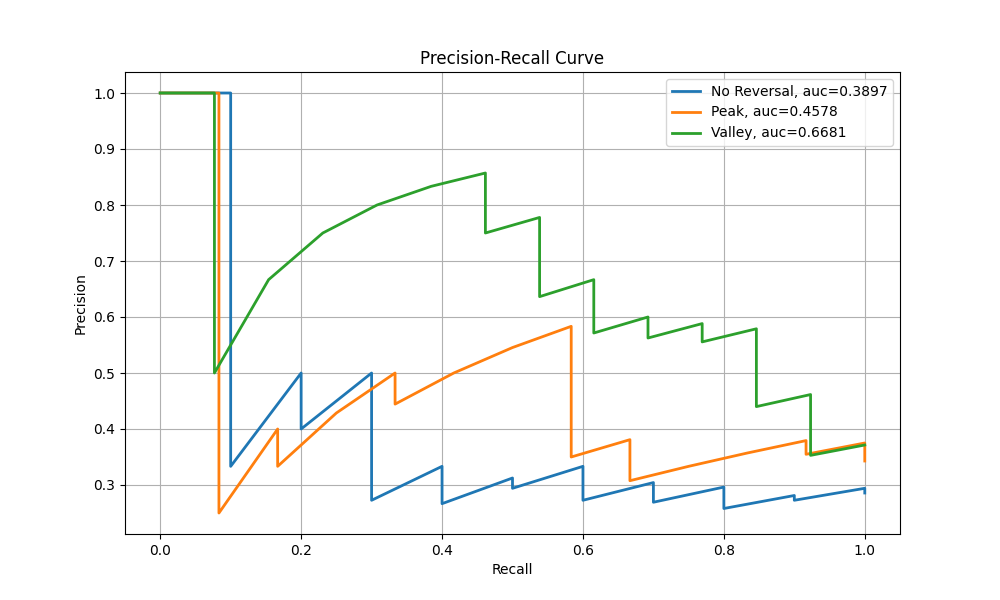 Precision-Recall Curve
No Reversal, auc=0.3897
Peak, auc=0.4578
Valley, auc=0.6681
1.0
0.9
0.8
0.7
0.6
0.5
0.4
0.3
Precision
0.0 0.2 0.4 0.6 0.8 1.0
Recall